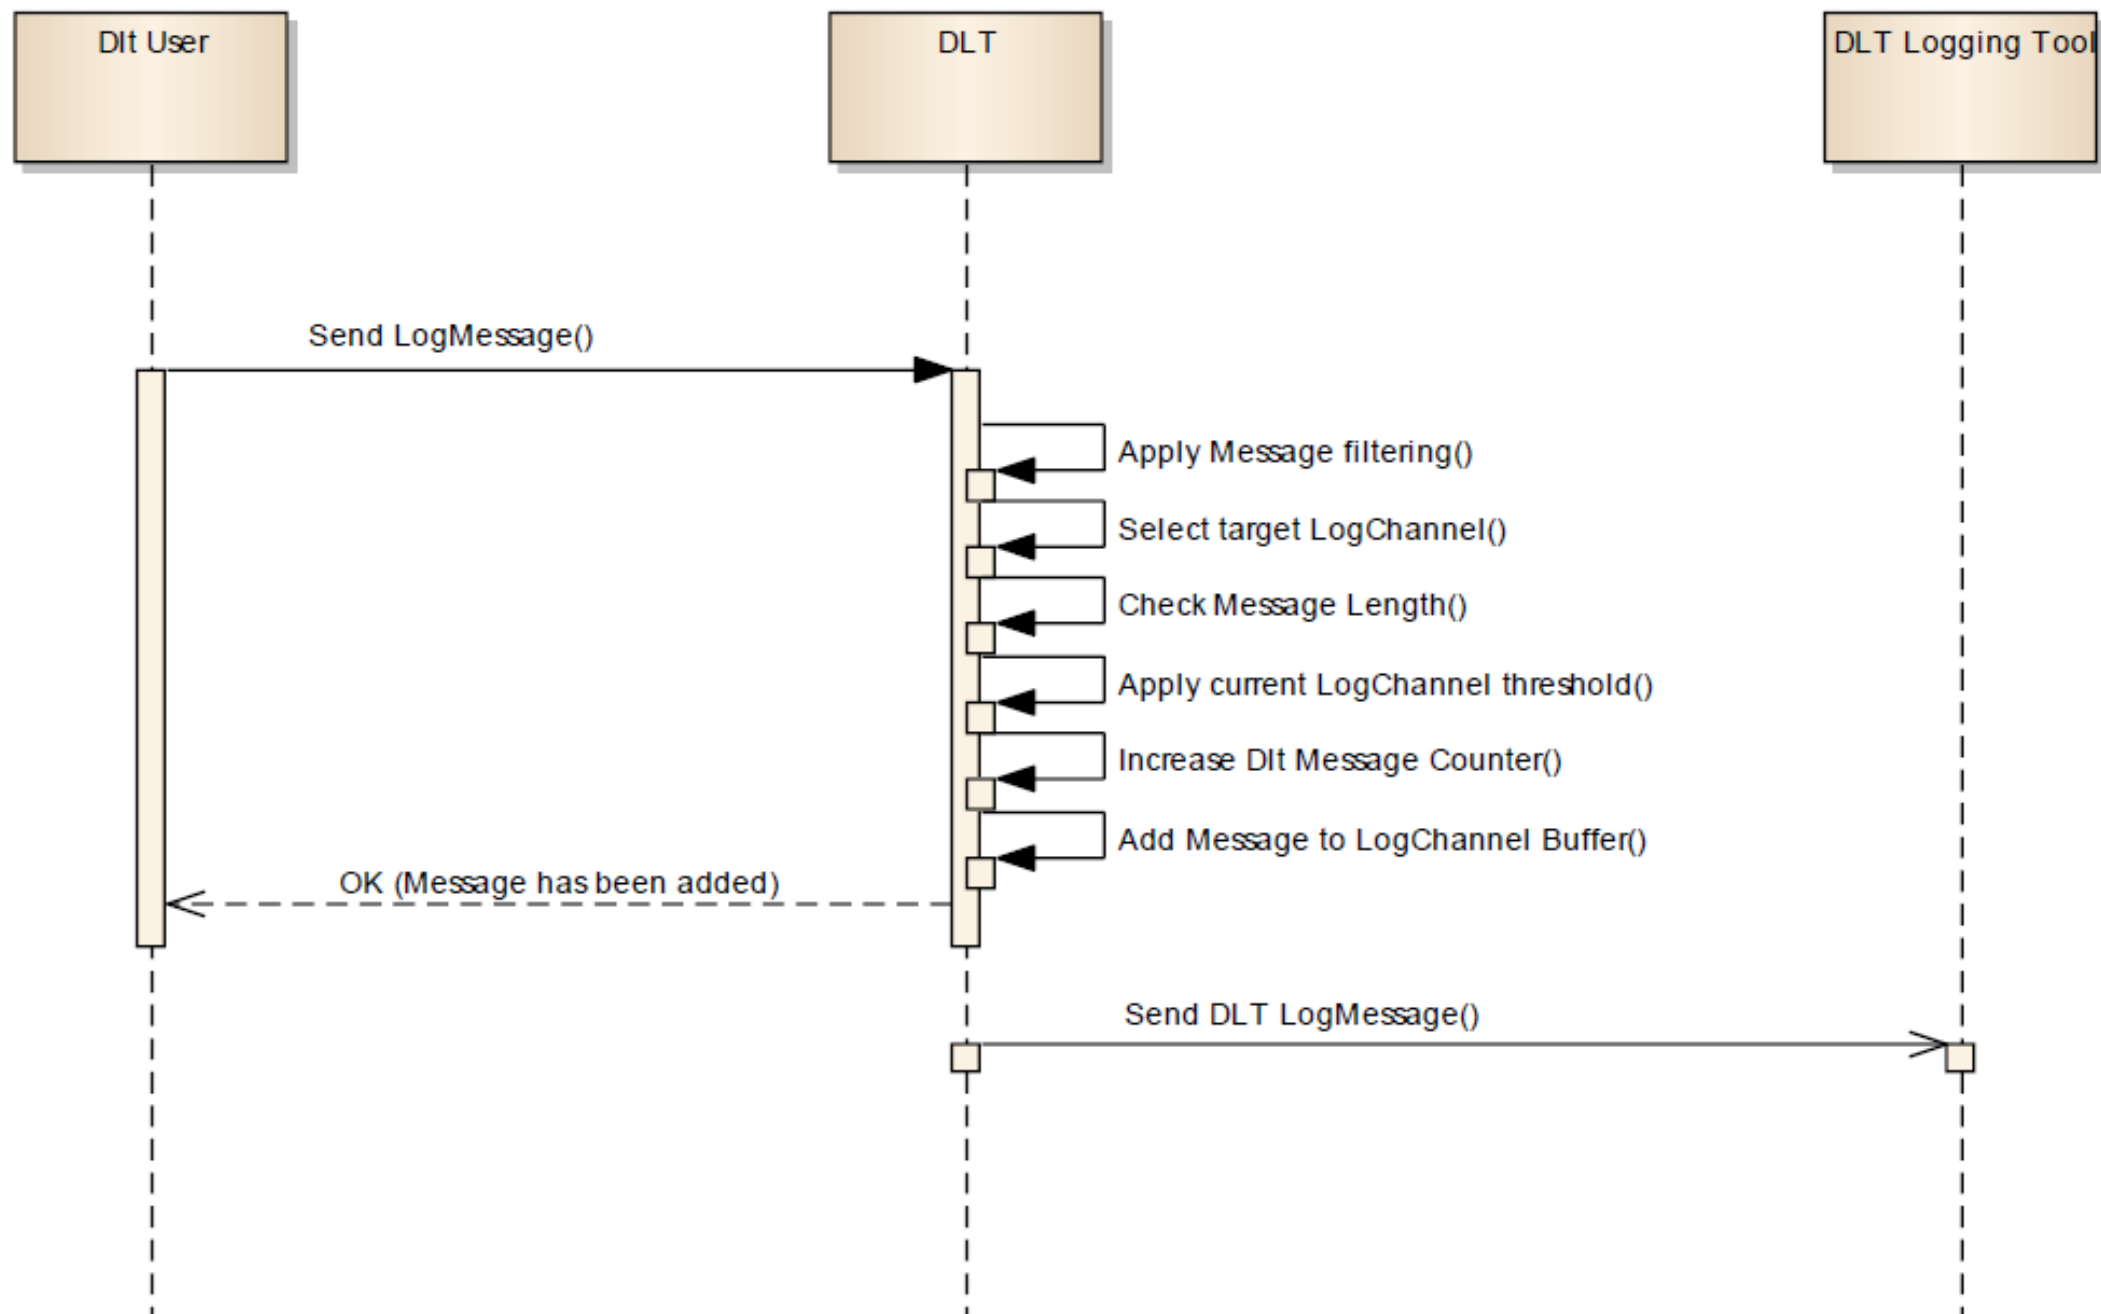 Dlt User
DLT
DLT Logging Tool
Send LogMessage()
Apply Message filtering()
Select target LogChannel()
Check Message Length()
Apply current LogChannel threshold()
Increase Dlt Message Counter()
Add Message to LogChannel Buffer()
OK (Message has been added)
Send DLT LogMessage()